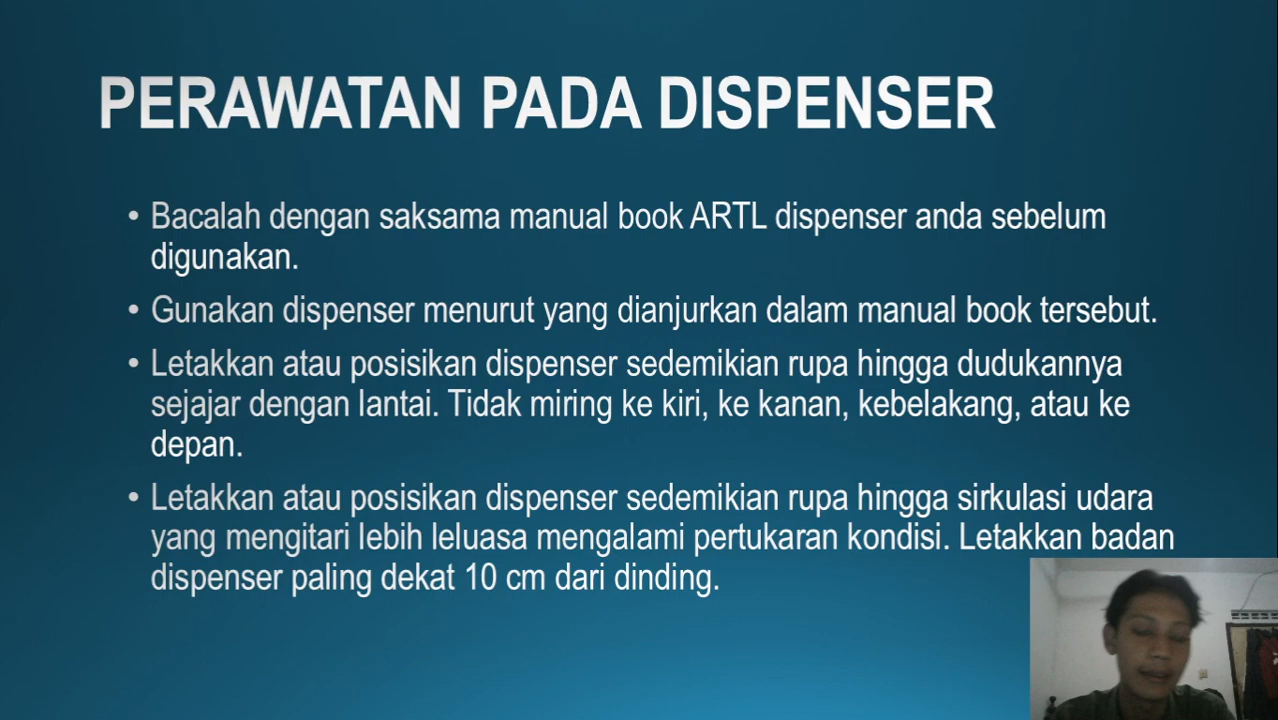 PERAWATAN PADA DISPENSER
• Bacalah dengan saksama manual book ARTL dispenser anda sebelum
digunakan.
• Gunakan dispenser menurut yang dianjurkan dalam manual book tersebut.
• Letakkan atau posisikan dispenser sedemikian rupa hingga dudukannya
sejajar dengan lantai. Tidak miring ke kiri, ke kanan, kebelakang, atau ke
depan.
• Letakkan atau posisikan dispenser sedemikian rupa hingga sirkulasi udara
yang mengitari lebih leluasa mengalami pertukaran kondisi. Letakkan badan
dispenser paling dekat 10 cm dari dinding.